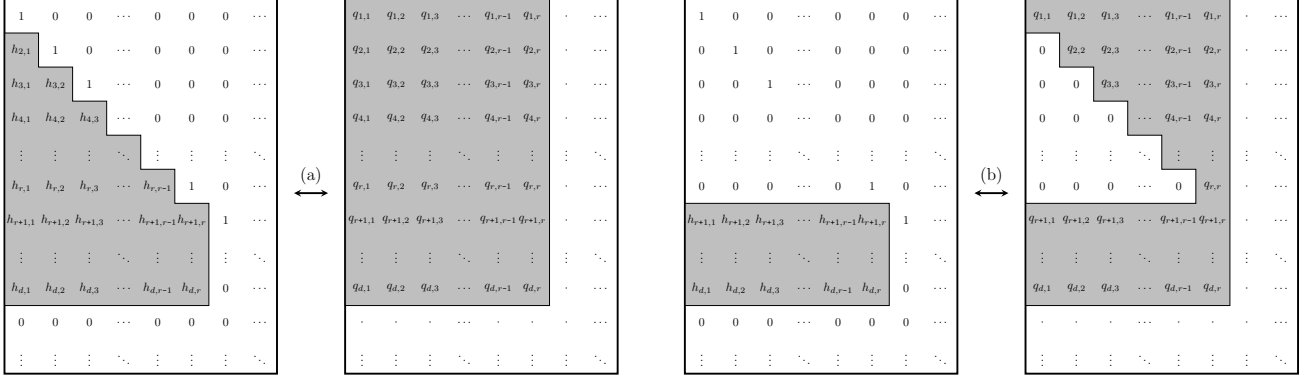 1 0 0 ⋯ 0 0 0 ⋯
h_{2,1} 1 0 ⋯ 0 0 0 ⋯
h_{3,1} h_{3,2} 1 ⋯ 0 0 0 ⋯
h_{4,1} h_{4,2} h_{4,3} ⋯ 0 0 0 ⋯
⋮ ⋮ ⋮ ⋱ ⋮ ⋮ ⋮ ⋱
h_{r,1} h_{r,2} h_{r,3} ⋯ h_{r,r−1} 1 0 ⋯
h_{r+1,1} h_{r+1,2} h_{r+1,3} ⋯ h_{r+1,r−1} h_{r+1,r} 1 ⋯
⋮ ⋮ ⋮ ⋱ ⋮ ⋮ ⋮ ⋱
h_{d,1} h_{d,2} h_{d,3} ⋯ h_{d,r−1} h_{d,r} 0 ⋯
0 0 0 ⋯ 0 0 0 ⋯
⋮ ⋮ ⋮ ⋱ ⋮ ⋮ ⋮ ⋱
(a)
q_{1,1} q_{1,2} q_{1,3} ⋯ q_{1,r−1} q_{1,r} · ⋯
q_{2,1} q_{2,2} q_{2,3} ⋯ q_{2,r−1} q_{2,r} · ⋯
q_{3,1} q_{3,2} q_{3,3} ⋯ q_{3,r−1} q_{3,r} · ⋯
q_{4,1} q_{4,2} q_{4,3} ⋯ q_{4,r−1} q_{4,r} · ⋯
⋮ ⋮ ⋮ ⋱ ⋮ ⋮ ⋮ ⋱
q_{r,1} q_{r,2} q_{r,3} ⋯ q_{r,r−1} q_{r,r} · ⋯
q_{r+1,1} q_{r+1,2} q_{r+1,3} ⋯ q_{r+1,r−1} q_{r+1,r} · ⋯
⋮ ⋮ ⋮ ⋱ ⋮ ⋮ ⋮ ⋱
q_{d,1} q_{d,2} q_{d,3} ⋯ q_{d,r−1} q_{d,r} · ⋯
· · · ⋯ · · · ⋯
⋮ ⋮ ⋮ ⋱ ⋮ ⋮ ⋮ ⋱
1 0 0 ⋯ 0 0 0 ⋯
0 1 0 ⋯ 0 0 0 ⋯
0 0 1 ⋯ 0 0 0 ⋯
0 0 0 ⋯ 0 0 0 ⋯
⋮ ⋮ ⋮ ⋱ ⋮ ⋮ ⋮ ⋱
0 0 0 ⋯ 0 1 0 ⋯
h_{r+1,1} h_{r+1,2} h_{r+1,3} ⋯ h_{r+1,r−1} h_{r+1,r} 1 ⋯
⋮ ⋮ ⋮ ⋱ ⋮ ⋮ ⋮ ⋱
h_{d,1} h_{d,2} h_{d,3} ⋯ h_{d,r−1} h_{d,r} 0 ⋯
0 0 0 ⋯ 0 0 0 ⋯
⋮ ⋮ ⋮ ⋱ ⋮ ⋮ ⋮ ⋱
(b)
q_{1,1} q_{1,2} q_{1,3} ⋯ q_{1,r−1} q_{1,r} · ⋯
0 q_{2,2} q_{2,3} ⋯ q_{2,r−1} q_{2,r} · ⋯
0 0 q_{3,3} ⋯ q_{3,r−1} q_{3,r} · ⋯
0 0 0 ⋯ q_{4,r−1} q_{4,r} · ⋯
⋮ ⋮ ⋮ ⋱ ⋮ ⋮ ⋮ ⋱
0 0 0 ⋯ 0 q_{r,r} · ⋯
q_{r+1,1} q_{r+1,2} q_{r+1,3} ⋯ q_{r+1,r−1} q_{r+1,r} · ⋯
⋮ ⋮ ⋮ ⋱ ⋮ ⋮ ⋮ ⋱
q_{d,1} q_{d,2} q_{d,3} ⋯ q_{d,r−1} q_{d,r} · ⋯
· · · ⋯ · · · ⋯
⋮ ⋮ ⋮ ⋱ ⋮ ⋮ ⋮ ⋱